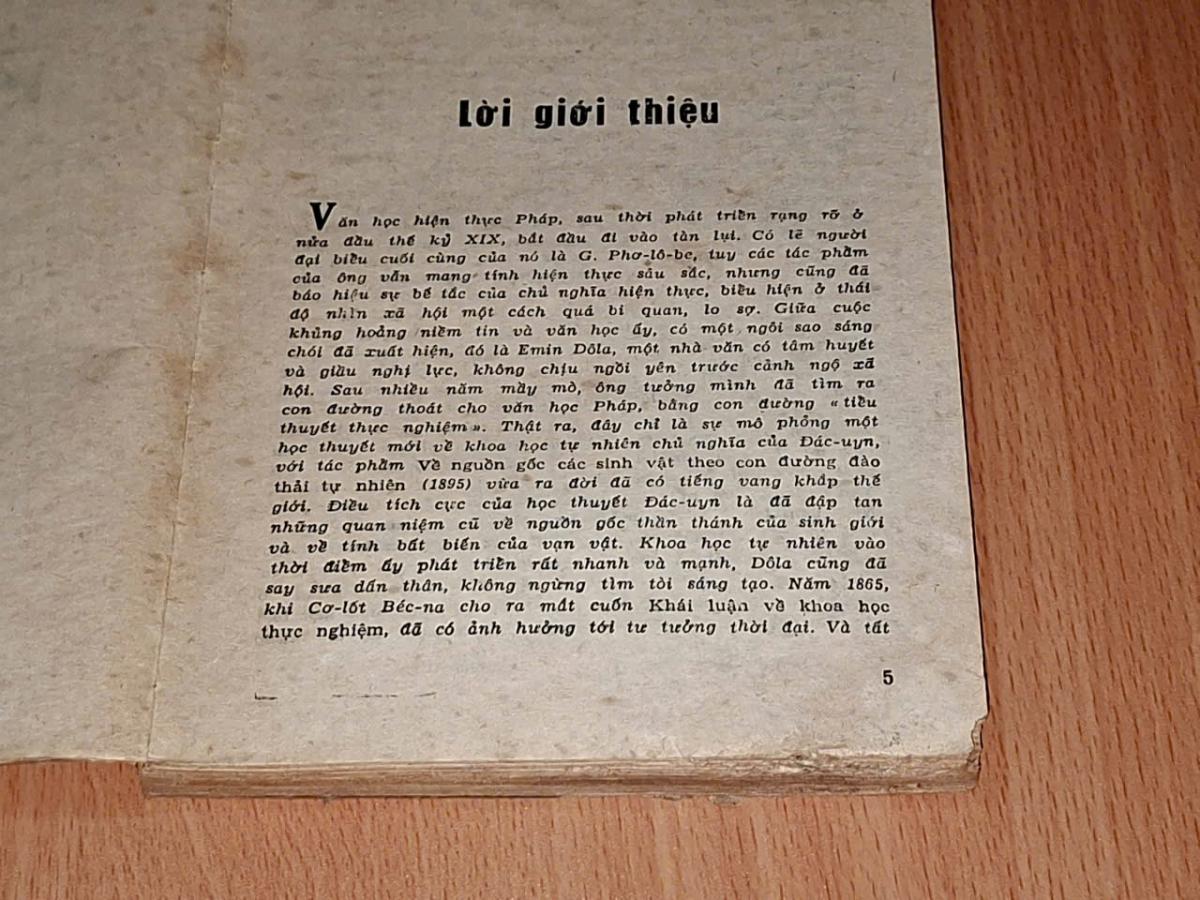 Lời giới thiệu
Văn học hiện thực Pháp, sau thời phát triển rạng rỡ ở
nửa đầu thế kỷ XIX, bắt đầu đi vào tàn lụi. Có lẽ người
đại biểu cuối cùng của nó là G. Phơ-lô-be, tuy các tác phẩm
của ông vẫn mang tính hiện thực sâu sắc, nhưng cũng đã
báo hiệu sự bế tắc của chủ nghĩa hiện thực, biểu hiện ở thái
độ nhìn xã hội một cách quá bi quan, lo sợ. Giữa cuộc
khủng hoảng niềm tin và văn học ấy, có một ngôi sao sáng
chói đã xuất hiện, đó là Emin Dôla, một nhà văn có tâm huyết
và giầu nghị lực, không chịu ngồi yên trước cảnh ngộ xã
hội. Sau nhiều năm mầy mò, ông tưởng mình đã tìm ra
con đường thoát cho văn học Pháp, bằng con đường « tiểu
thuyết thực nghiệm ». Thật ra, đây chỉ là sự mô phỏng một
học thuyết mới về khoa học tự nhiên chủ nghĩa của Đác-uyn,
với tác phẩm Về nguồn gốc các sinh vật theo con đường đào
thải tự nhiên (1895) vừa ra đời đã có tiếng vang khắp thế
giới. Điều tích cực của học thuyết Đác-uyn là đã đập tan
những quan niệm cũ về nguồn gốc thần thánh của sinh giới
và về tính bất biến của vạn vật. Khoa học tự nhiên vào
thời điểm ấy phát triển rất nhanh và mạnh, Dôla cũng đã
say sưa dấn thân, không ngừng tìm tòi sáng tạo. Năm 1865,
khi Cơ-lốt Béc-na cho ra mắt cuốn Khái luận về khoa học
thực nghiệm, đã có ảnh hưởng tới tư tưởng thời đại. Và tất
5